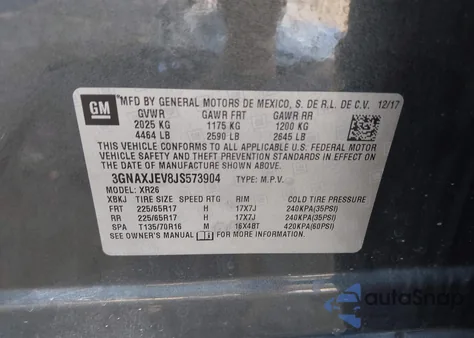 GM
MFD BY GENERAL MOTORS DE MEXICO, S. DE R.L. DE C.V. 12/17
GVWR GAWR FRT GAWR RR
2025 KG 1175 KG 1200 KG
4464 LB 2590 LB 2645 LB
THIS VEHICLE CONFORMS TO ALL APPLICABLE U.S. FEDERAL MOTOR
VEHICLE SAFETY, BUMPER, AND THEFT PREVENTION STANDARDS IN
EFFECT ON THE DATE OF MANUFACTURE SHOWN ABOVE.
3GNAXJEV8JS573904 TYPE: M.P.V.
MODEL: XR26
XBKJ TIRE SIZE SPEED RTG RIM COLD TIRE PRESSURE
FRT 225/65R17 H 17X7J 240KPA(35PSI)
RR 225/65R17 H 17X7J 240KPA(35PSI)
SPA T135/70R16 M 16X4BT 420KPA(60PSI)
SEE OWNER'S MANUAL FOR MORE INFORMATION
AutoSnap